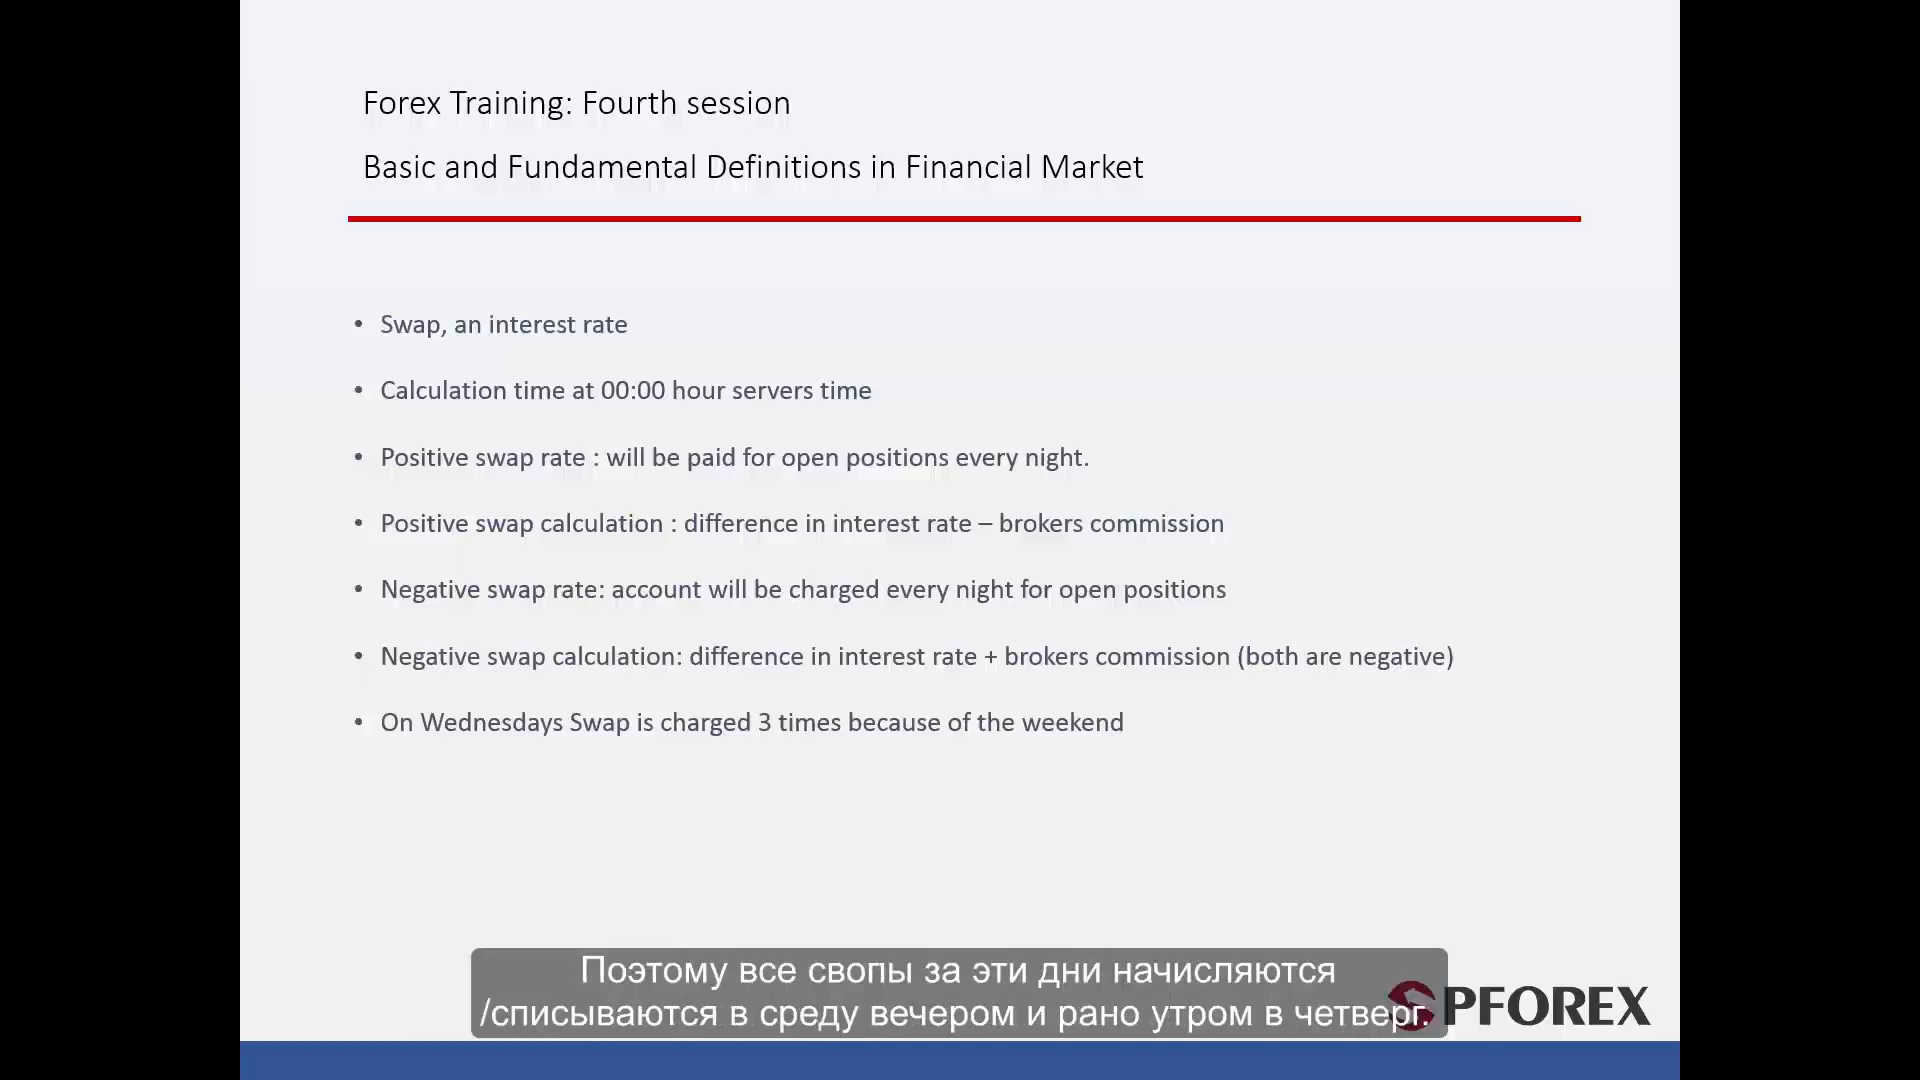 Forex Training: Fourth session
Basic and Fundamental Definitions in Financial Market
• Swap, an interest rate
• Calculation time at 00:00 hour servers time
• Positive swap rate : will be paid for open positions every night.
• Positive swap calculation : difference in interest rate – brokers commission
• Negative swap rate: account will be charged every night for open positions
• Negative swap calculation: difference in interest rate + brokers commission (both are negative)
• On Wednesdays Swap is charged 3 times because of the weekend
Поэтому все свопы за эти дни начисляются
/списываются в среду вечером и рано утром в четверг.
SPFOREX